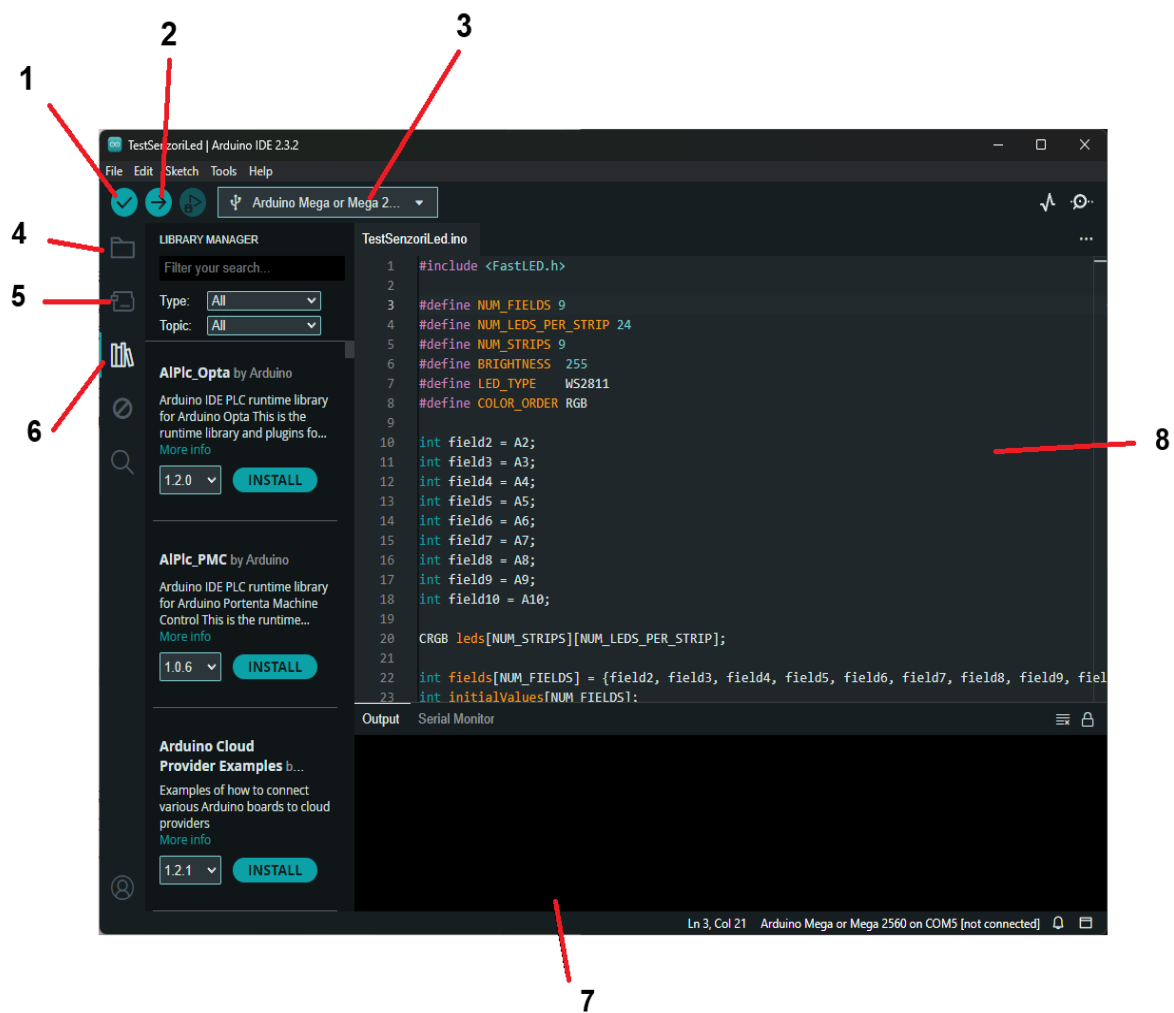 1
2
3
4
5
6
7
8
TestSenzoriLed | Arduino IDE 2.3.2
File Edit Sketch Tools Help
Arduino Mega or Mega 2...
LIBRARY MANAGER
Filter your search...
Type: All
Topic: All
AlPlc_Opta by Arduino
Arduino IDE PLC runtime library
for Arduino Opta This is the
runtime library and plugins fo...
More info
1.2.0 INSTALL
AlPlc_PMC by Arduino
Arduino IDE PLC runtime library
for Arduino Portenta Machine
Control This is the runtime...
More info
1.0.6 INSTALL
Arduino Cloud
Provider Examples b...
Examples of how to connect
various Arduino boards to cloud
providers
More info
1.2.1 INSTALL
TestSenzoriLed.ino
1 #include <FastLED.h>
2
3 #define NUM_FIELDS 9
4 #define NUM_LEDS_PER_STRIP 24
5 #define NUM_STRIPS 9
6 #define BRIGHTNESS 255
7 #define LED_TYPE WS2811
8 #define COLOR_ORDER RGB
9
10 int field2 = A2;
11 int field3 = A3;
12 int field4 = A4;
13 int field5 = A5;
14 int field6 = A6;
15 int field7 = A7;
16 int field8 = A8;
17 int field9 = A9;
18 int field10 = A10;
19
20 CRGB leds[NUM_STRIPS][NUM_LEDS_PER_STRIP];
21
22 int fields[NUM_FIELDS] = {field2, field3, field4, field5, field6, field7, field8, field9, fiel
23 int initialValues[NUM_FIELDS];
Output Serial Monitor
Ln 3, Col 21 Arduino Mega or Mega 2560 on COM5 [not connected]